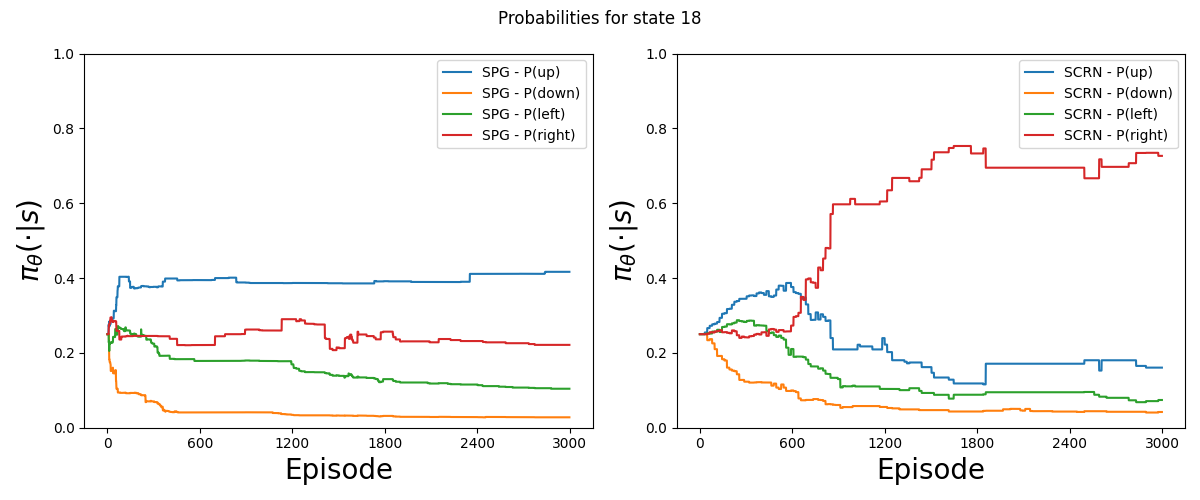 Probabilities for state 18
πθ(·|s)
1.0
0.8
0.6
0.4
0.2
0.0
SPG - P(up)
SPG - P(down)
SPG - P(left)
SPG - P(right)
0 600 1200 1800 2400 3000
Episode
πθ(·|s)
1.0
0.8
0.6
0.4
0.2
0.0
SCRN - P(up)
SCRN - P(down)
SCRN - P(left)
SCRN - P(right)
0 600 1200 1800 2400 3000
Episode